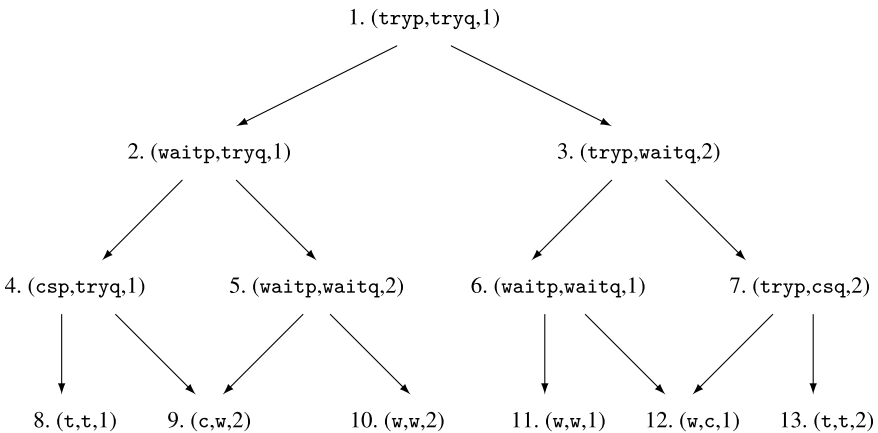 1. (tryp,tryq,1)
2. (waitp,tryq,1)
3. (tryp,waitq,2)
4. (csp,tryq,1)
5. (waitp,waitq,2)
6. (waitp,waitq,1)
7. (tryp,csq,2)
8. (t,t,1)
9. (c,w,2)
10. (w,w,2)
11. (w,w,1)
12. (w,c,1)
13. (t,t,2)